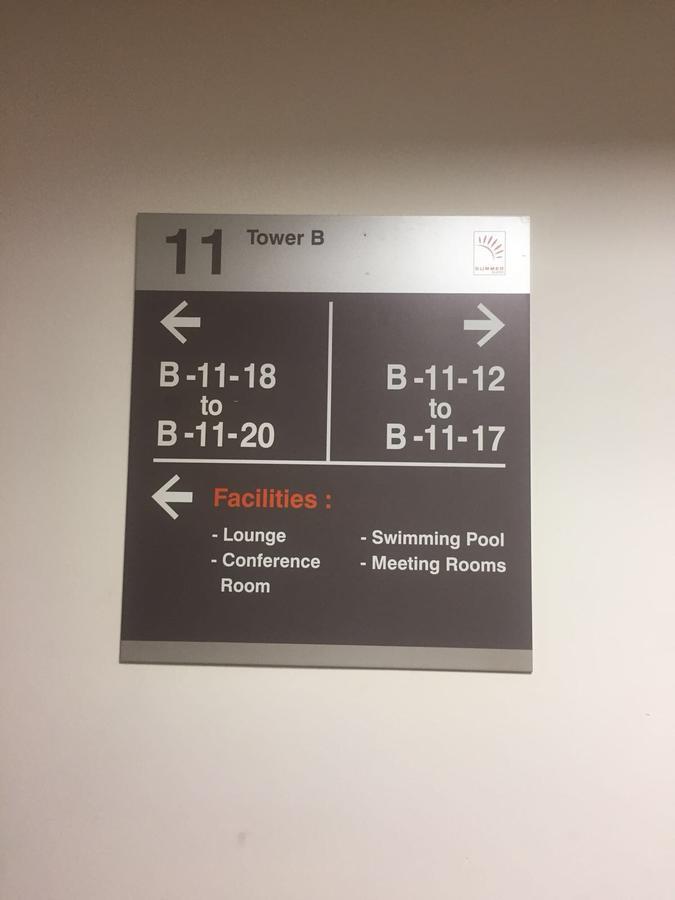 11 Tower B
SUMMER
B -11-18
to
B -11-20
B -11-12
to
B -11-17
Facilities :
- Lounge
- Conference
Room
- Swimming Pool
- Meeting Rooms